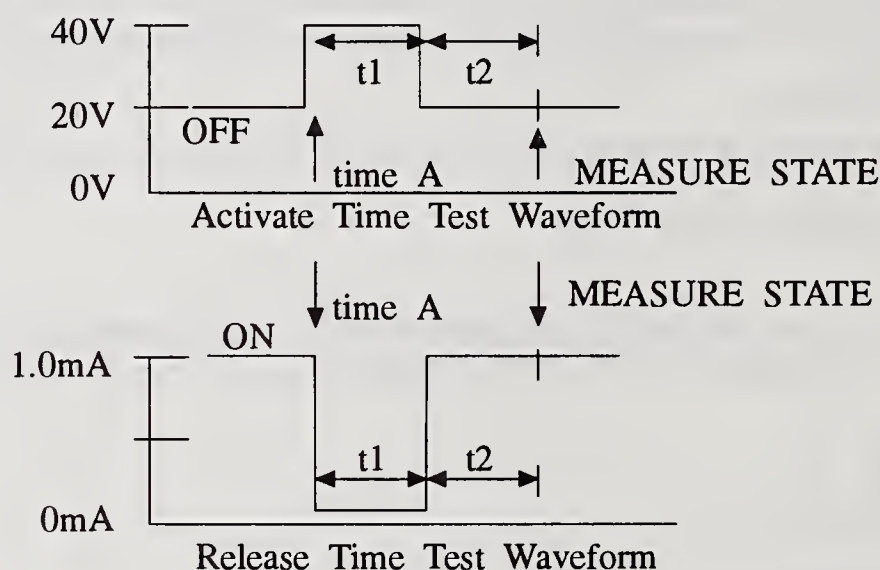 40V
t1 t2
20V
OFF
time A MEASURE STATE
0V
Activate Time Test Waveform
time A MEASURE STATE
ON
1.0mA
t1 t2
0mA
Release Time Test Waveform